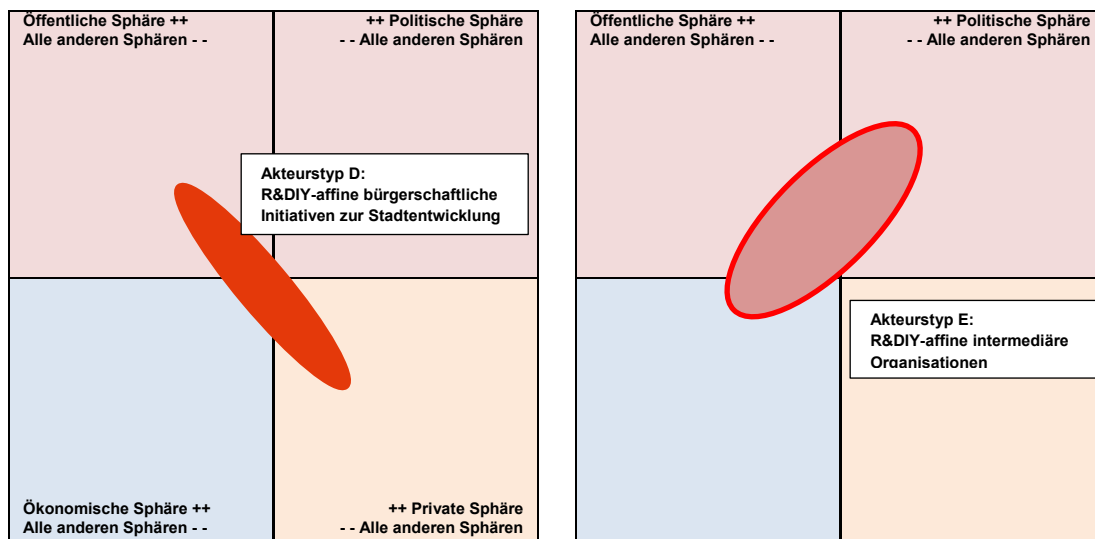 Öffentliche Sphäre ++
Alle anderen Sphären - -
++ Politische Sphäre
- - Alle anderen Sphären
Akteurstyp D:
R&DIY-affine bürgerschaftliche
Initiativen zur Stadtentwicklung
Ökonomische Sphäre ++
Alle anderen Sphären - -
++ Private Sphäre
- - Alle anderen Sphären
Öffentliche Sphäre ++
Alle anderen Sphären - -
++ Politische Sphäre
- - Alle anderen Sphären
Akteurstyp E:
R&DIY-affine intermediäre
Organisationen